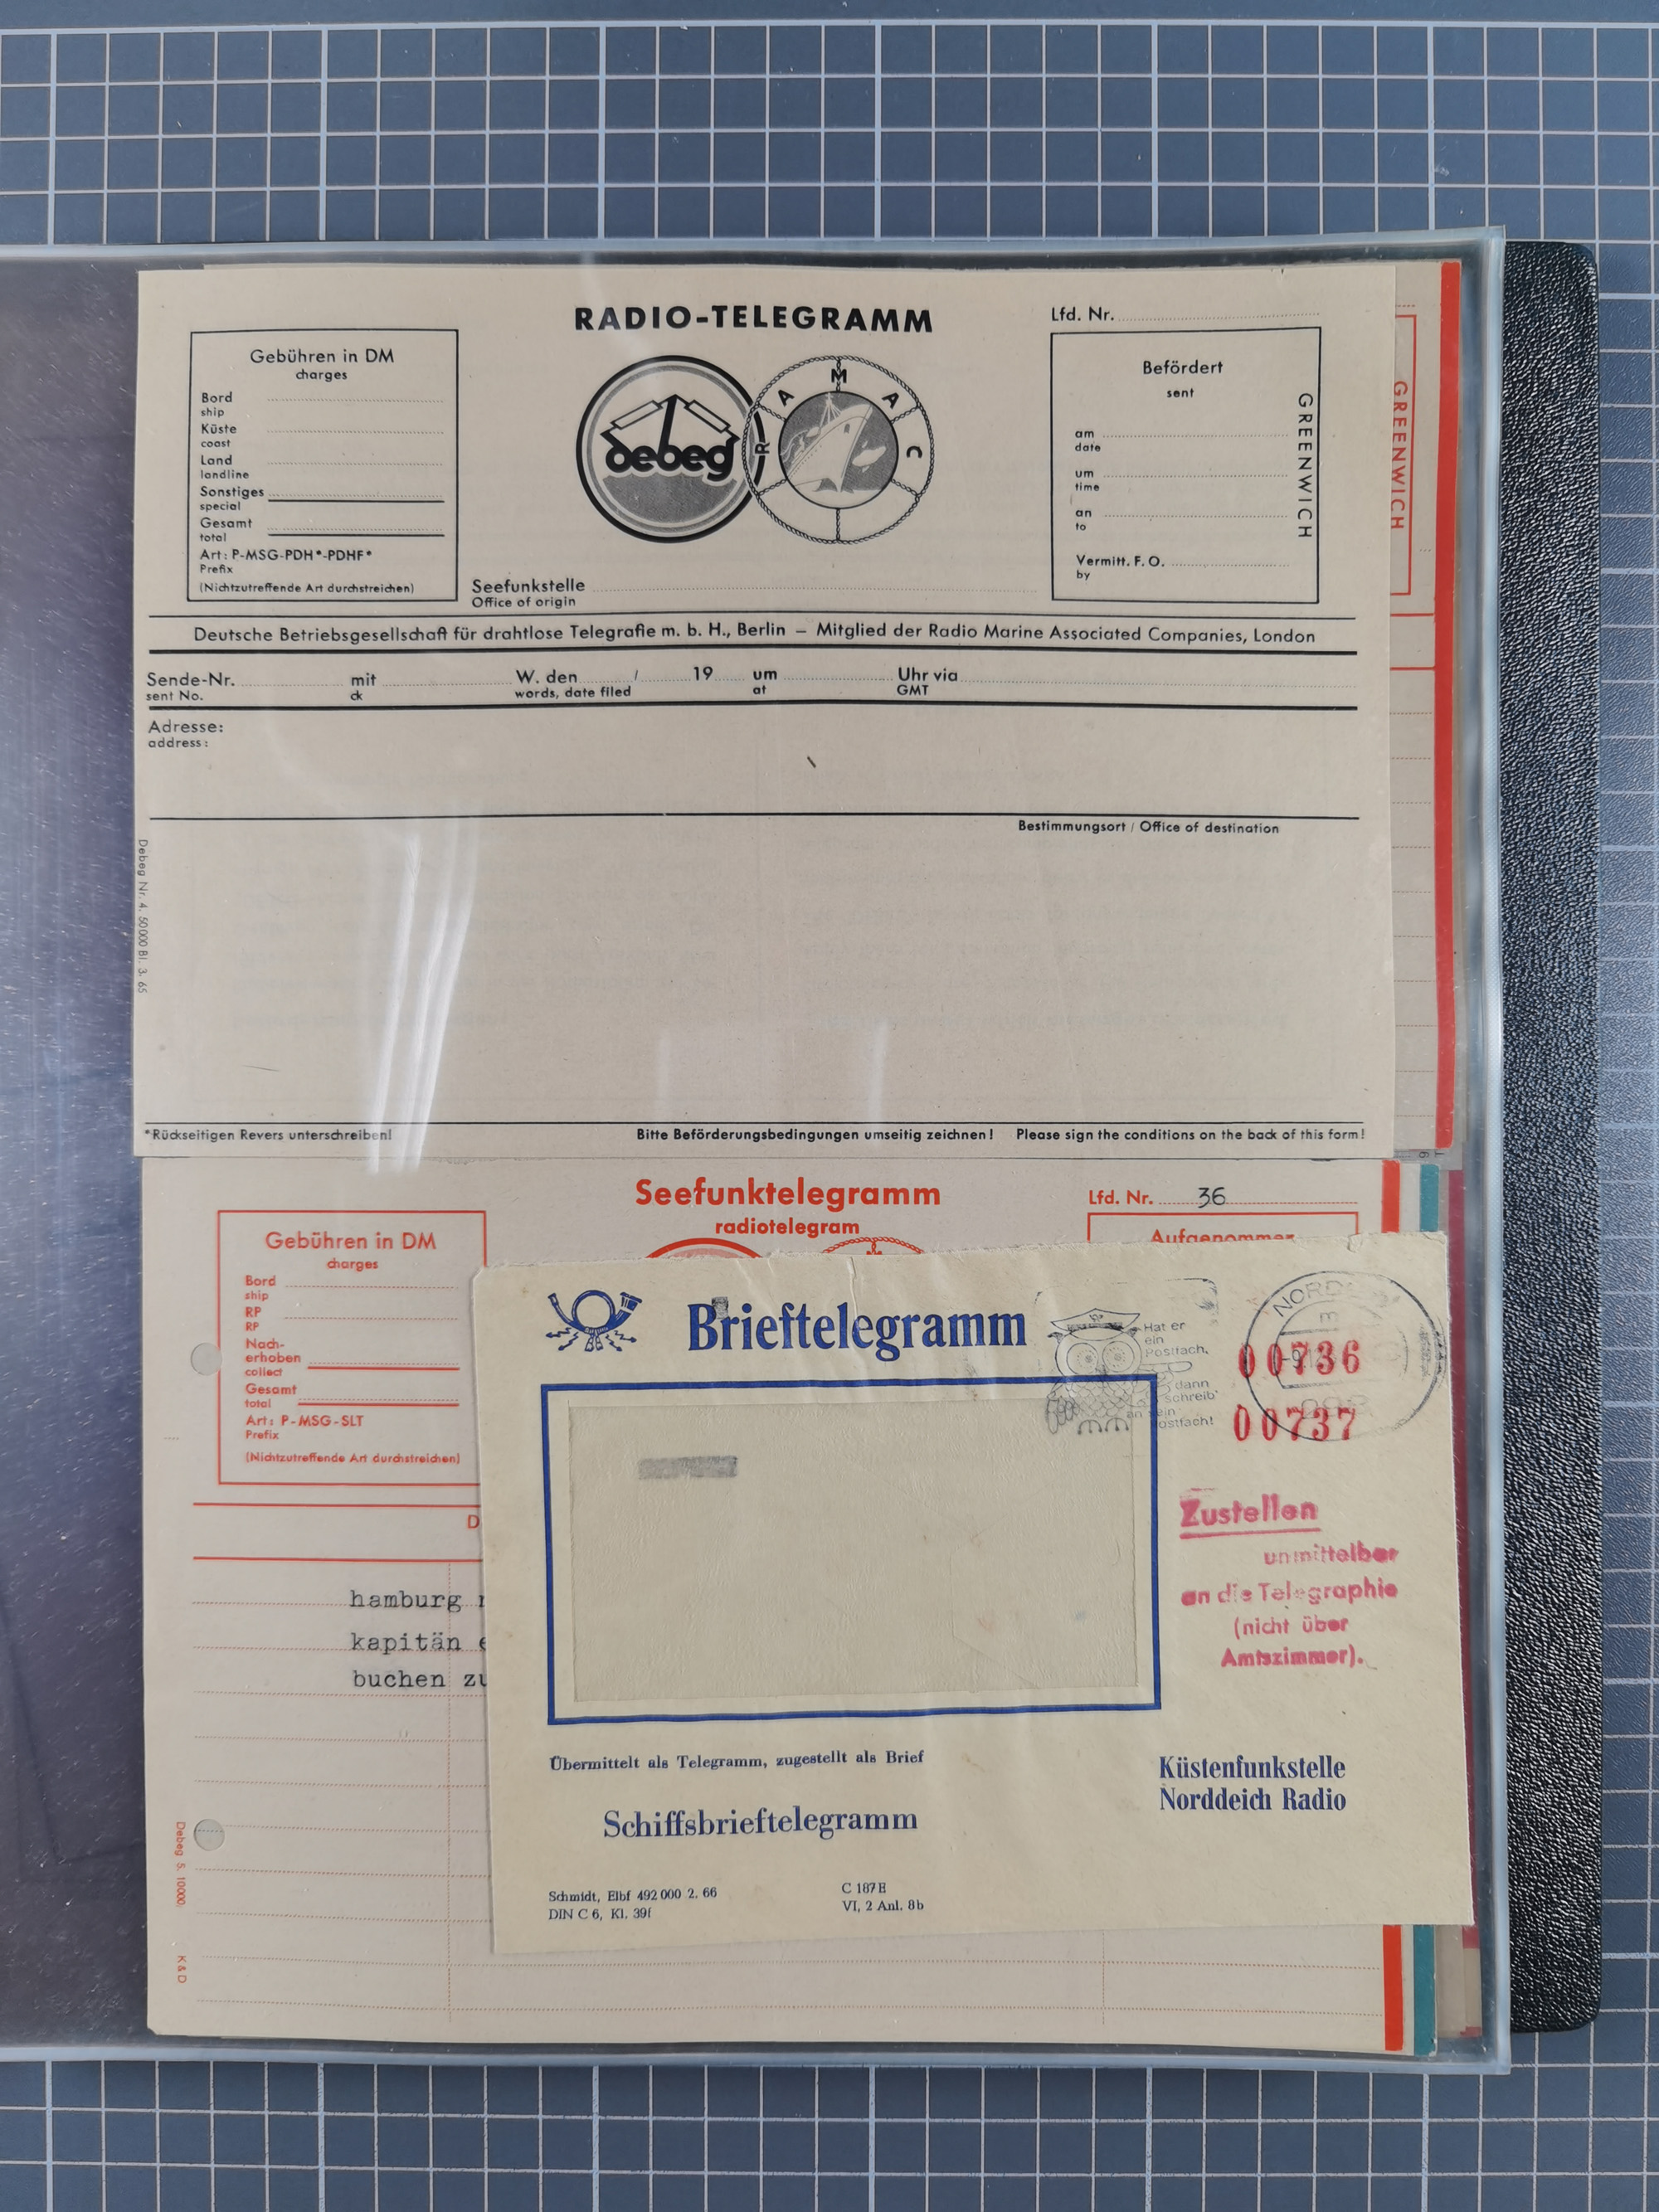 RADIO-TELEGRAMM
Lfd. Nr.
Gebühren in DM
charges
Bord
ship
Küste
coast
Land
landline
Sonstiges
special
Gesamt
total
Art: P-MSG-PDH*-PDHF*
Prefix
(Nichtzutreffende Art durchstreichen)
debeg
R A M A C
Seefunkstelle
Office of origin
Befördert
sent
am
date
um
time
an
to
Vermitt. F. O.
by
GREENWICH
GREENWICH
Deutsche Betriebsgesellschaft für drahtlose Telegrafie m. b. H., Berlin – Mitglied der Radio Marine Associated Companies, London
Sende-Nr. mit W. den / 19 um Uhr via
sent No. ck words, date filed at GMT
Adresse:
address:
Bestimmungsort / Office of destination
Debeg Nr. 4. 50000 Bl. 3. 65
*Rückseitigen Revers unterschreiben!
Bitte Beförderungsbedingungen umseitig zeichnen! Please sign the conditions on the back of this form!
Seefunktelegramm
radiotelegram
Lfd. Nr. 36
Gebühren in DM
charges
Bord
ship
RP
RP
Nach-
erhoben
collect
Gesamt
total
Art: P-MSG-SLT
Prefix
(Nichtzutreffende Art durchstreichen)
Aufgenommen
D
hamburg
kapitän
buchen zu
Debeg 5. 10000. K & D
Brieftelegramm
Hat er
ein
Postfach,
dann
schreib'
an sein
Postfach!
00736
00737
Zustellen
unmittelbar
an die Telegraphie
(nicht über
Amtszimmer).
Übermittelt als Telegramm, zugestellt als Brief
Küstenfunkstelle
Norddeich Radio
Schiffsbrieftelegramm
Schmidt, Elbf 492 000 2. 66
DIN C 6, Kl. 39f
C 187 E
VI, 2 Anl. 8b